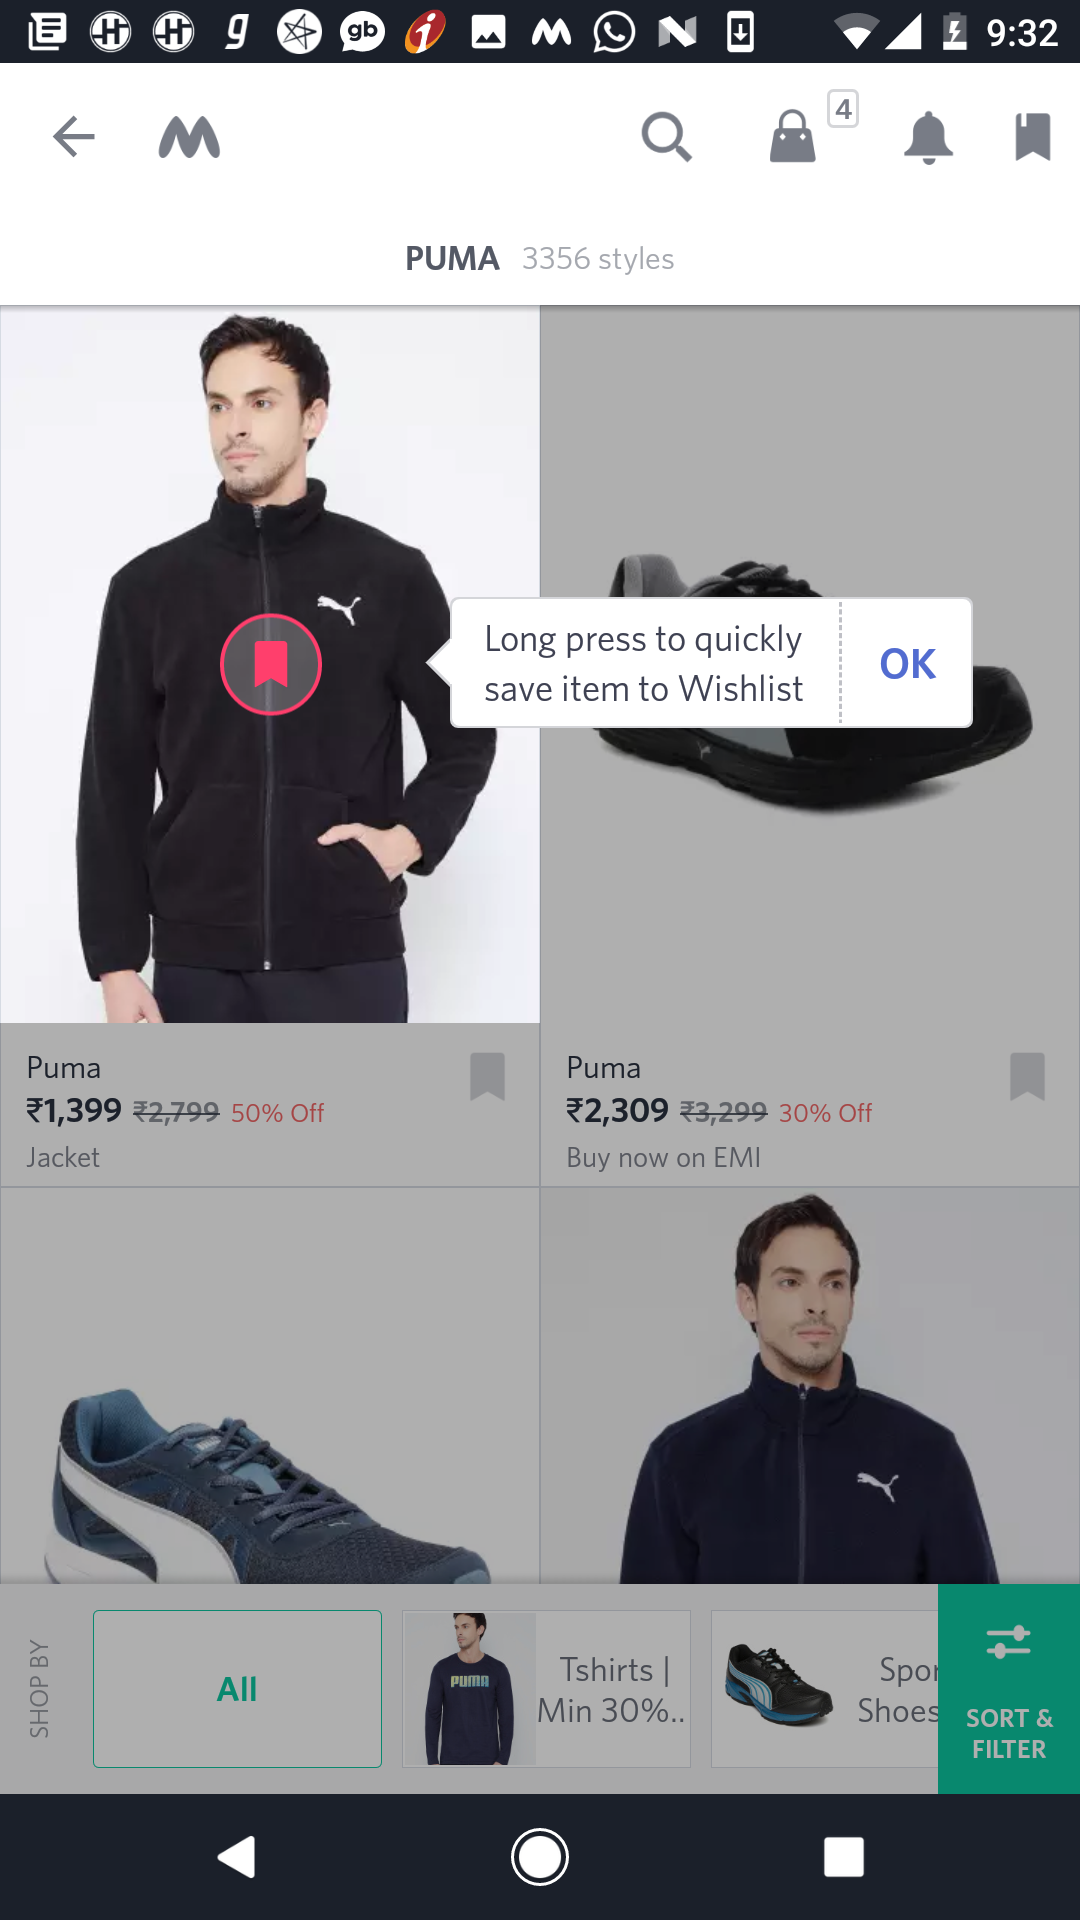 9:32
4
PUMA 3356 styles
Long press to quickly
save item to Wishlist
OK
Puma
₹1,399 ₹2,799 50% Off
Jacket
Puma
₹2,309 ₹3,299 30% Off
Buy now on EMI
SHOP BY
All
PUMA
Tshirts |
Min 30%..
Spor
Shoes
SORT &
FILTER